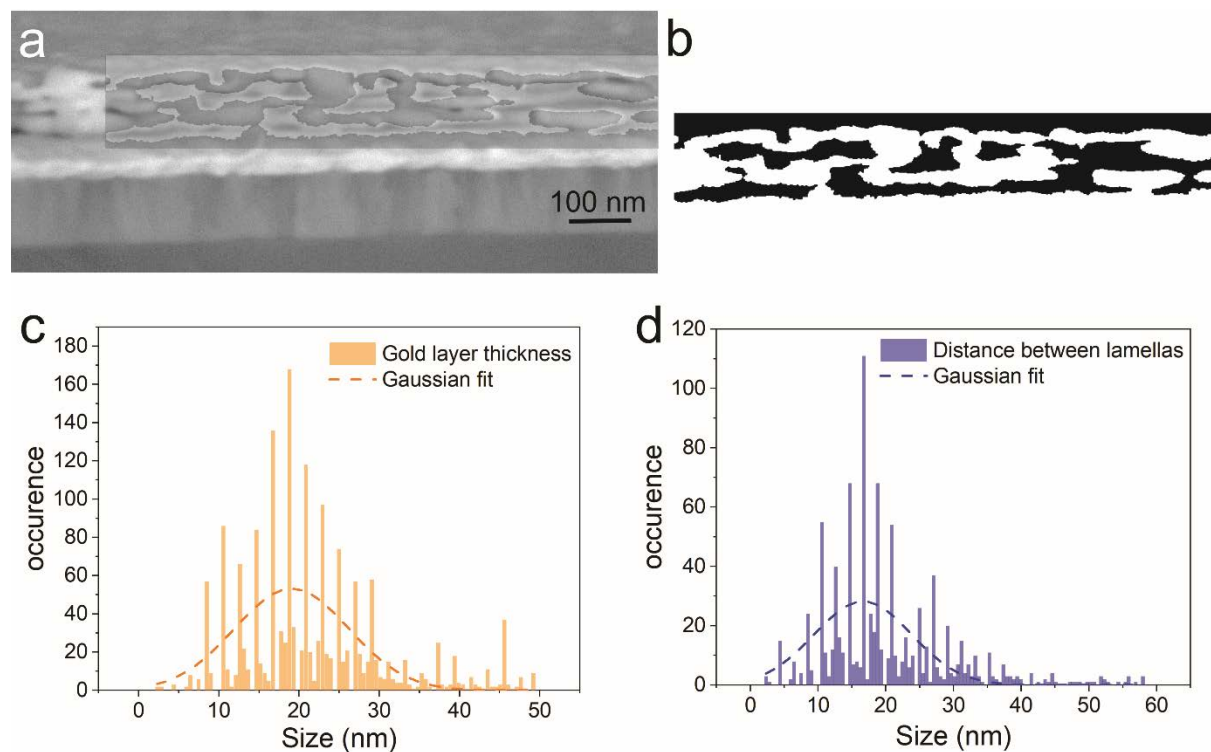 a
100 nm
b
c
Gold layer thickness
Gaussian fit
occurence
180
160
140
120
100
80
60
40
20
0
0 10 20 30 40 50
Size (nm)
d
Distance between lamellas
Gaussian fit
occurence
120
100
80
60
40
20
0
0 10 20 30 40 50 60
Size (nm)